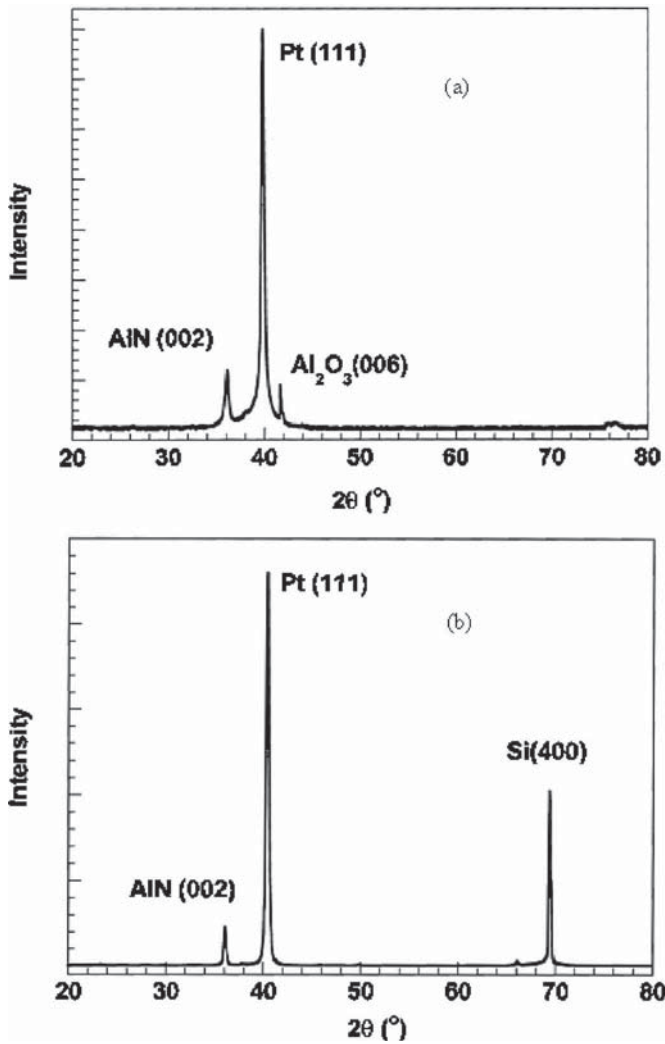 Pt (111)
(a)
Intensity
AlN (002)
Al₂O₃(006)
20 30 40 50 60 70 80
2θ (°)
Pt (111)
(b)
Intensity
Si(400)
AlN (002)
20 30 40 50 60 70 80
2θ (°)